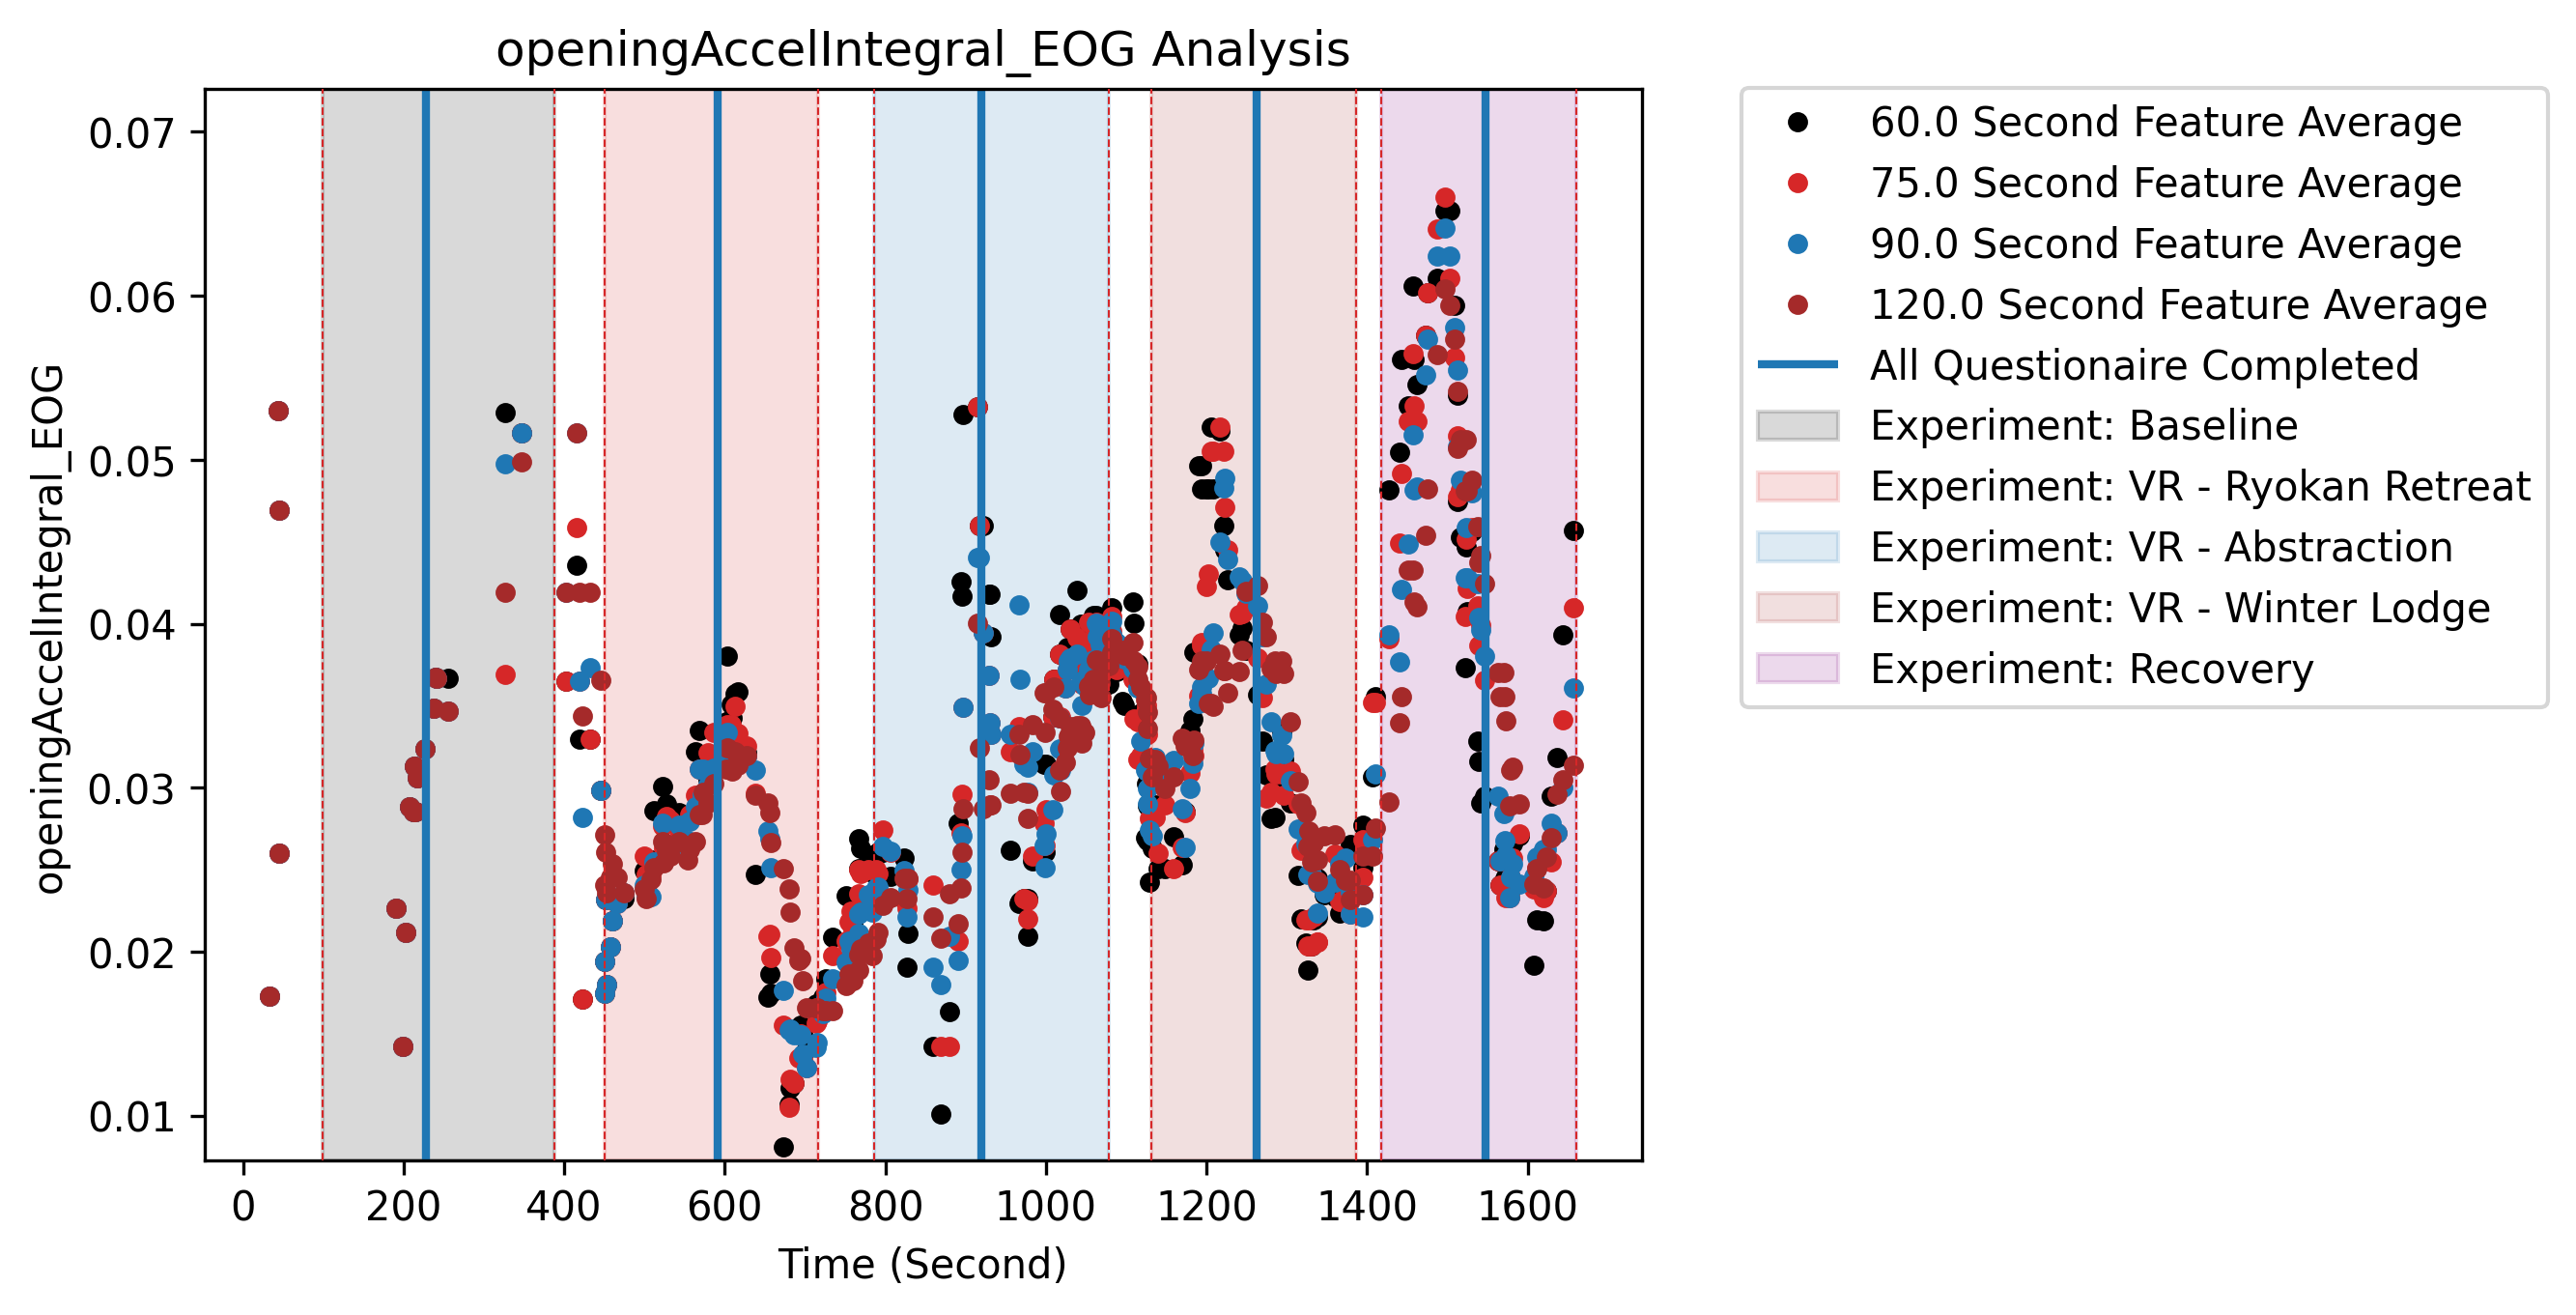 openingAccelIntegral_EOG Analysis
openingAccelIntegral_EOG
0.07
0.06
0.05
0.04
0.03
0.02
0.01
0 200 400 600 800 1000 1200 1400 1600
Time (Second)
60.0 Second Feature Average
75.0 Second Feature Average
90.0 Second Feature Average
120.0 Second Feature Average
All Questionaire Completed
Experiment: Baseline
Experiment: VR - Ryokan Retreat
Experiment: VR - Abstraction
Experiment: VR - Winter Lodge
Experiment: Recovery